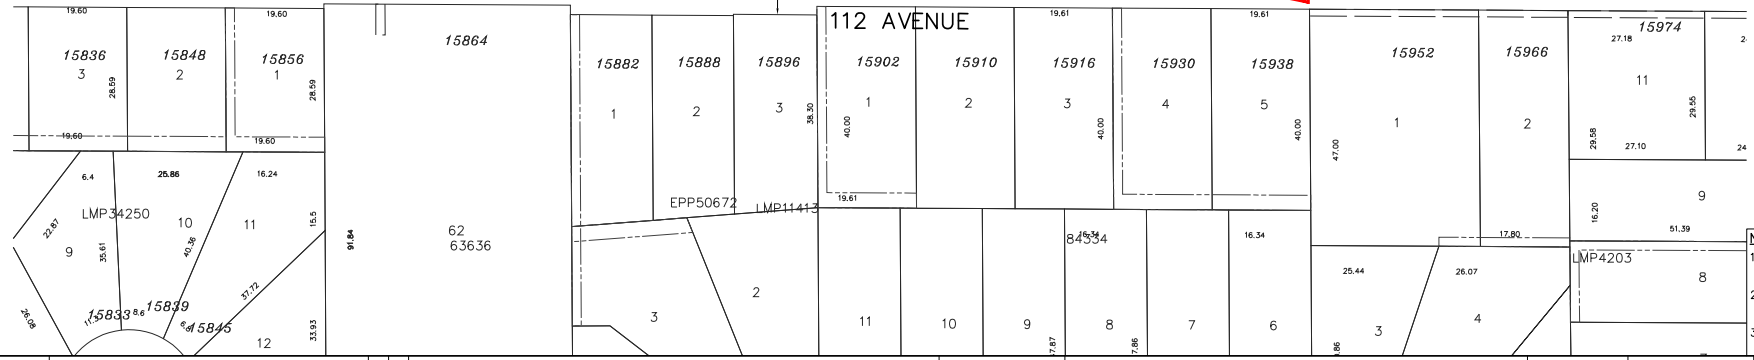 19.60 19.60 19.61 19.61
112 AVENUE
15836 15848 15856 15864 15882 15888 15896 15902 15910 15916 15930 15938 15952 15966 15974
27.18
3 2 1 1 2 3 1 2 3 4 5 1 2 11
28.59 28.59 38.30 40.00 40.00 40.00 47.00 29.58 29.55
19.60 19.60 27.10 24
6.4 25.86 16.24
LMP34250 10 11 EPP50672 LMP11413 19.61 9
22.87 35.61 40.36 15.5 91.84 16.20 51.39
9 62 84334 16.34 16.34 17.80
63636 LMP4203
25.44 26.07 8
37.72 2
26.08 15833 8.6 15839 15845 33.93
12 3 11 10 9 8 7 6 3 4
7.86